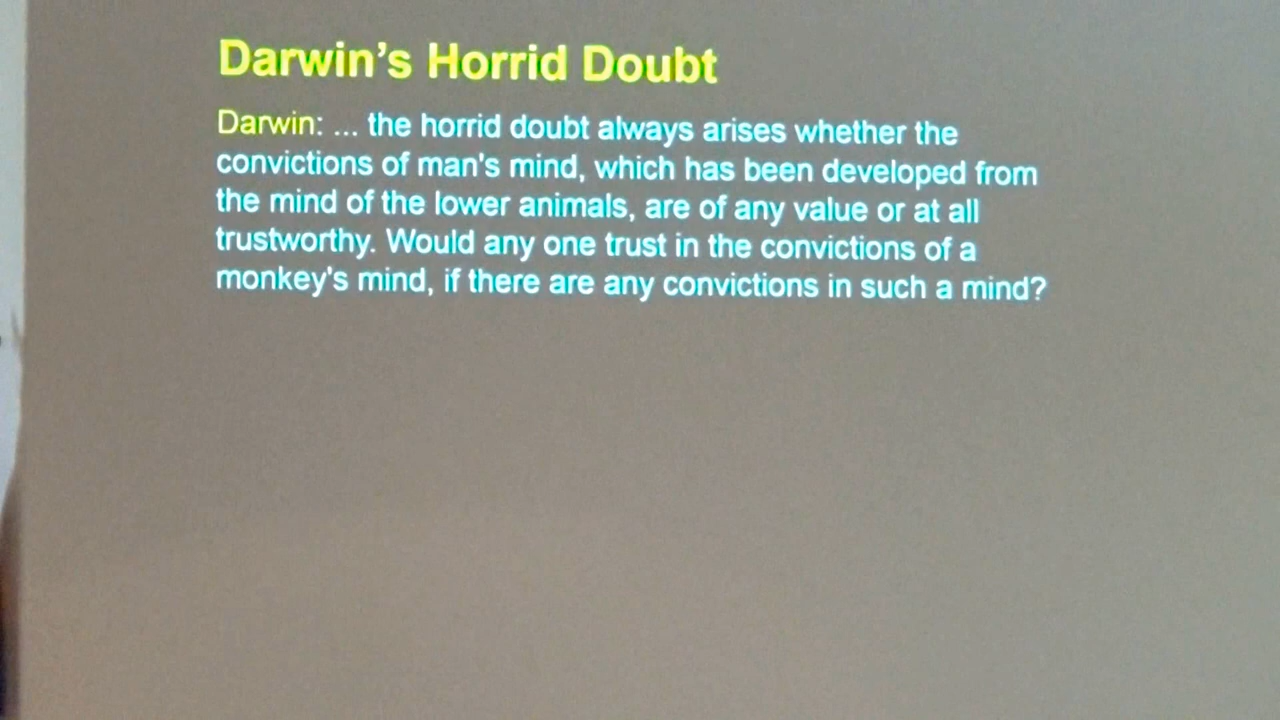 Darwin’s Horrid Doubt
Darwin: ... the horrid doubt always arises whether the
convictions of man's mind, which has been developed from
the mind of the lower animals, are of any value or at all
trustworthy. Would any one trust in the convictions of a
monkey's mind, if there are any convictions in such a mind?